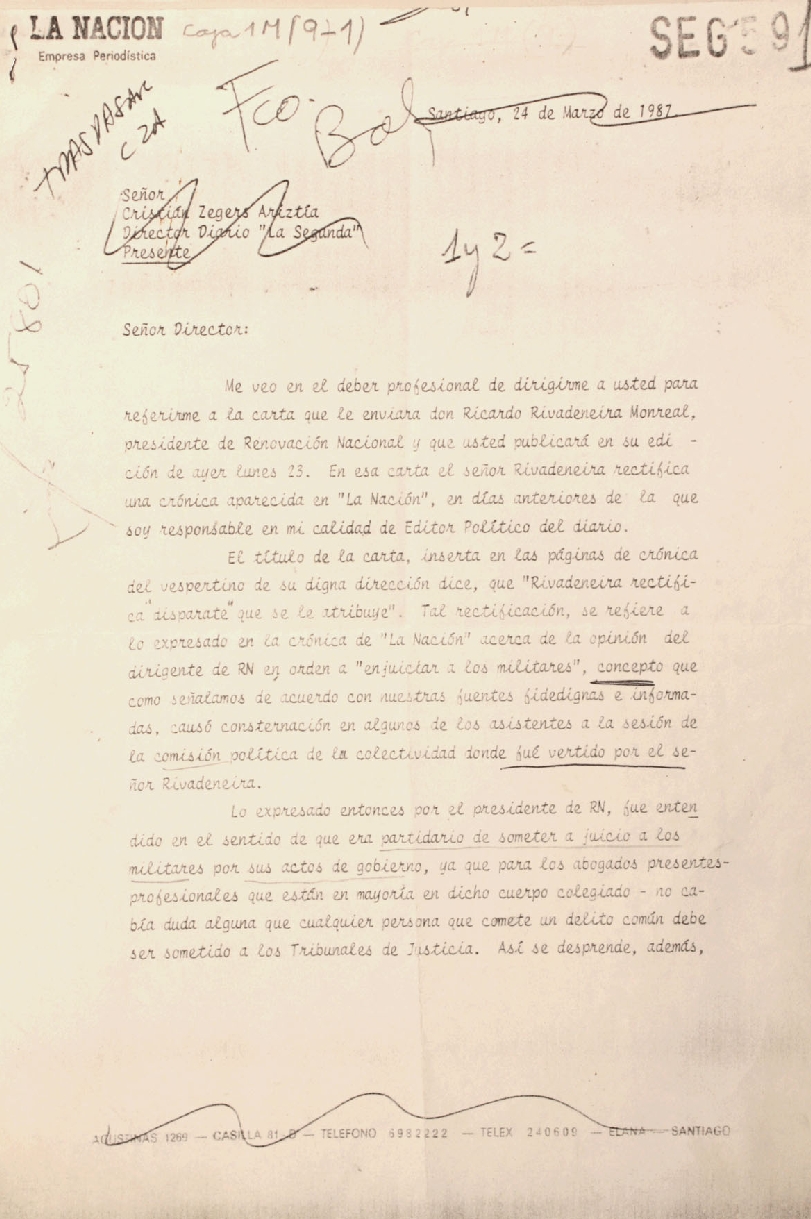 LA NACION
Empresa Periodística
Caja 1M (9-1)
SEG 591
TRASPASAR
CZA
Fco.
Santiago, 24 de Marzo de 1987
Señor
Cristián Zegers Ariztía
Director Diario "La Segunda"
Presente
1 y 2 =
Señor Director:
Me veo en el deber profesional de dirigirme a usted para
referirme a la carta que le enviara don Ricardo Rivadeneira Monreal,
presidente de Renovación Nacional y que usted publicará en su edi -
ción de ayer lunes 23. En esa carta el señor Rivadeneira rectifica
una crónica aparecida en "La Nación", en días anteriores de la que
soy responsable en mi calidad de Editor Político del diario.
El título de la carta, inserta en las páginas de crónica
del vespertino de su digna dirección dice, que "Rivadeneira rectifi-
ca "disparate" que se le atribuye". Tal rectificación, se refiere a
lo expresado en la crónica de "La Nación" acerca de la opinión del
dirigente de RN en orden a "enjuiciar a los militares", concepto que
como señalamos de acuerdo con nuestras fuentes fidedignas e informa-
das, causó consternación en algunos de los asistentes a la sesión de
la comisión política de la colectividad donde fué vertido por el se-
ñor Rivadeneira.
Lo expresado entonces por el presidente de RN, fue enten
dido en el sentido de que era partidario de someter a juicio a los
militares por sus actos de gobierno, ya que para los abogados presentes-
profesionales que están en mayoría en dicho cuerpo colegiado - no ca-
bía duda alguna que cualquier persona que comete un delito común debe
ser sometido a los Tribunales de Justicia. Así se desprende, además,
AGUSTINAS 1269 — CASILLA 81-D — TELEFONO 6982222 — TELEX 240609 — ELANA — SANTIAGO